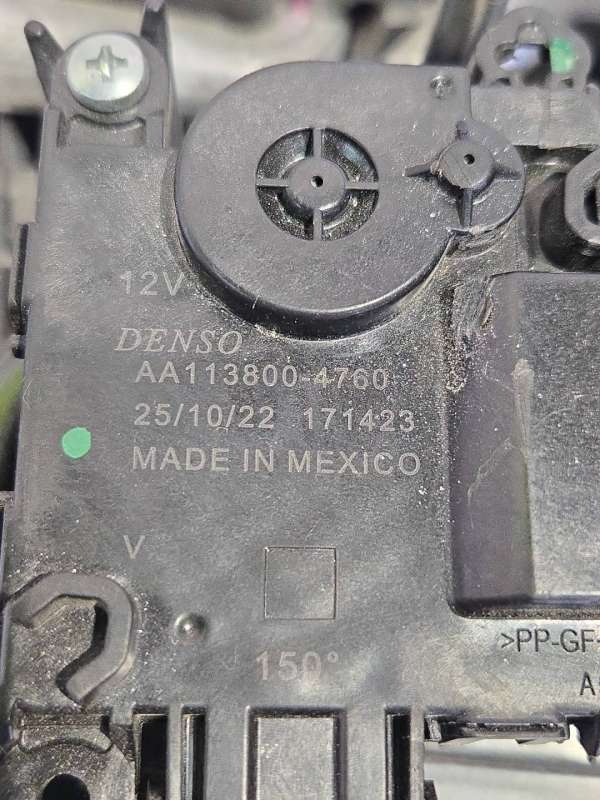 12V
DENSO
AA113800-4760
25/10/22 171423
MADE IN MEXICO
V
150°
>PP-GF-